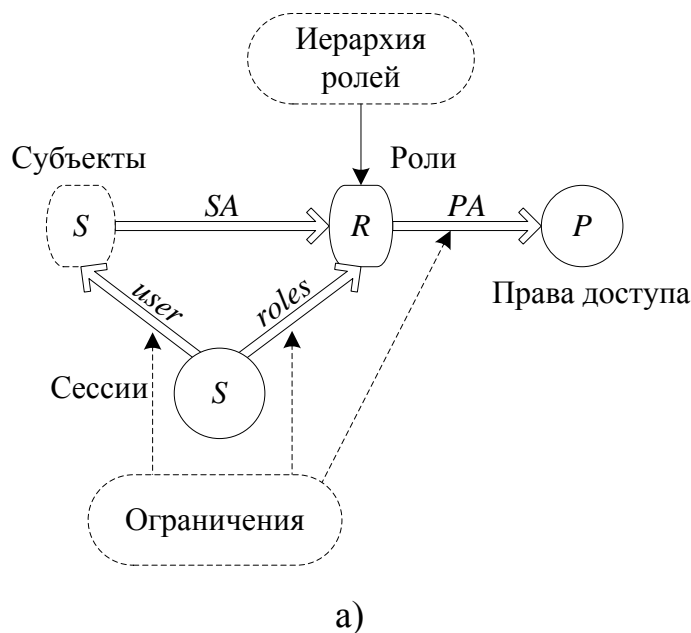 Иерархия
ролей
Субъекты
Роли
S
SA
R
PA
P
user
roles
Права доступа
Сессии
S
Ограничения
а)